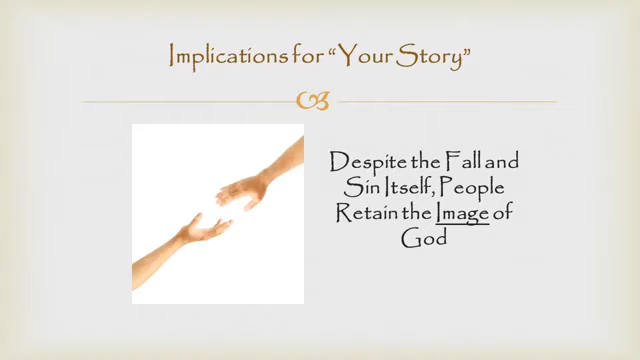 Implications for “Your Story”
Despite the Fall and
Sin Itself, People
Retain the Image of
God